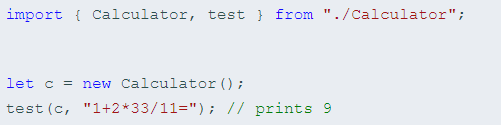 import { Calculator, test } from "./Calculator";
let c = new Calculator();
test(c, "1+2*33/11="); // prints 9